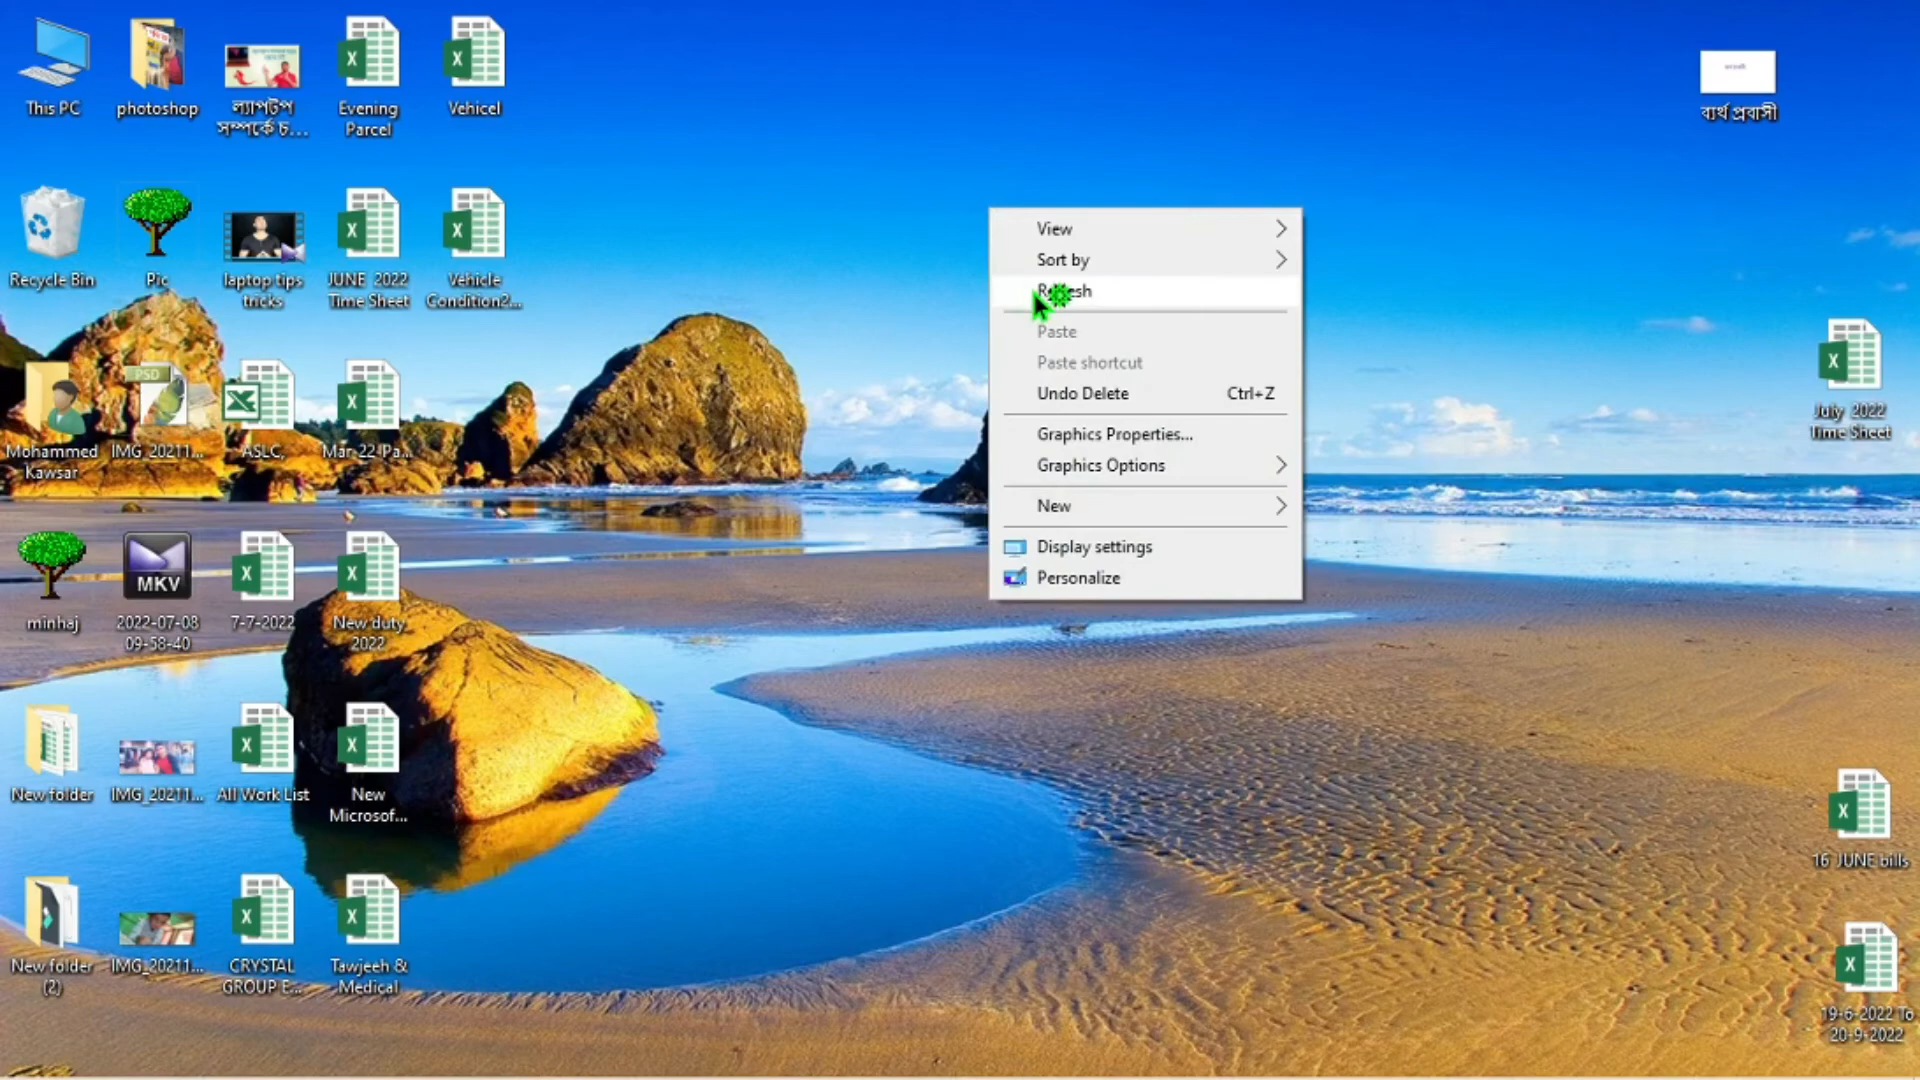 This PC
photoshop
ল্যাপটপ
সম্পর্কে চ...
Evening
Parcel
Vehicel
ব্যর্থ প্রবাসী
Recycle Bin
Pic
laptop tips
tricks
JUNE 2022
Time Sheet
Vehicle
Condition2...
View
Sort by
Refresh
Paste
Paste shortcut
Undo Delete Ctrl+Z
Graphics Properties...
Graphics Options
New
Display settings
Personalize
PSD
Mohammed
Kawsar
IMG_20211...
ASLC,
Mar-22-Pa...
July 2022
Time Sheet
MKV
minhaj
2022-07-08
09-58-40
7-7-2022
New duty
2022
New folder
IMG_20211...
All Work List
New
Microsof...
16 JUNE bills
New folder
(2)
IMG_20211...
CRYSTAL
GROUP E...
Tawjeeh &
Medical
19-6-2022 To
20-9-2022